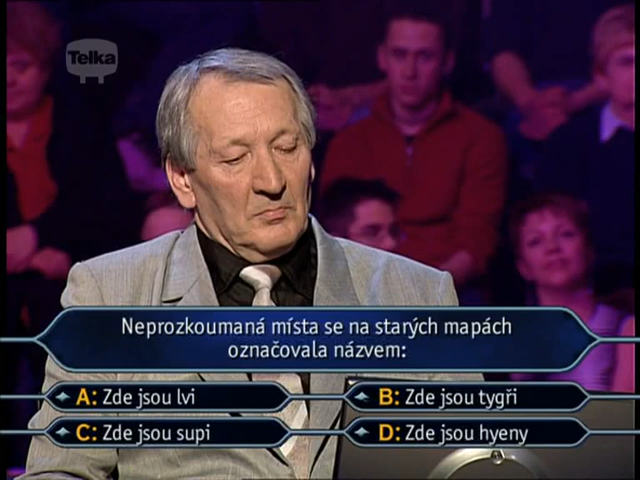 Telka
Neprozkoumaná místa se na starých mapách
označovala názvem:
A: Zde jsou lvi
B: Zde jsou tygři
C: Zde jsou supi
D: Zde jsou hyeny